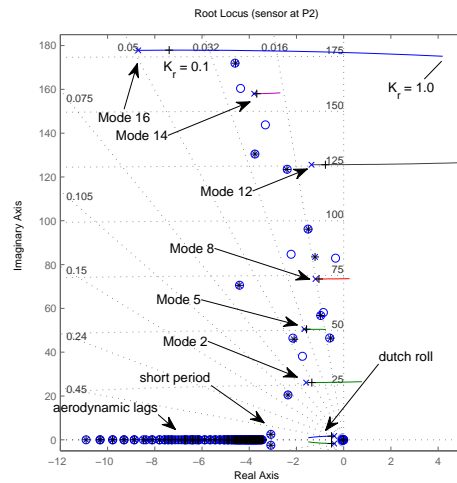 Root Locus (sensor at P2)
180
160
140
120
100
80
60
40
20
0
Imaginary Axis
0.05
0.032
0.016
175
0.075
150
0.105
125
0.15
100
0.24
75
0.45
50
25
K_r = 0.1
K_r = 1.0
Mode 16
Mode 14
Mode 12
Mode 8
Mode 5
Mode 2
dutch roll
short period
aerodynamic lags
−12 −10 −8 −6 −4 −2 0 2 4
Real Axis